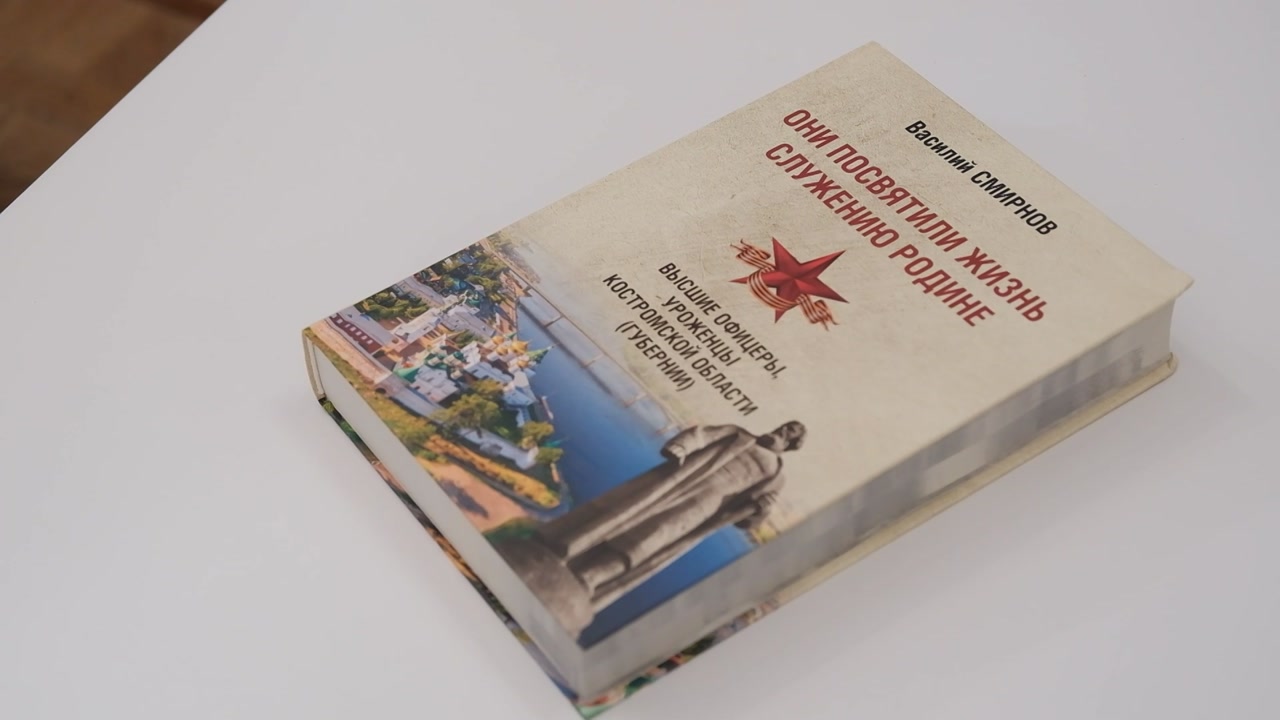 Василий СМИРНОВ
ОНИ ПОСВЯТИЛИ ЖИЗНЬ
СЛУЖЕНИЮ РОДИНЕ
ВЫСШИЕ ОФИЦЕРЫ,
УРОЖЕНЦЫ
КОСТРОМСКОЙ ОБЛАСТИ
(ГУБЕРНИИ)